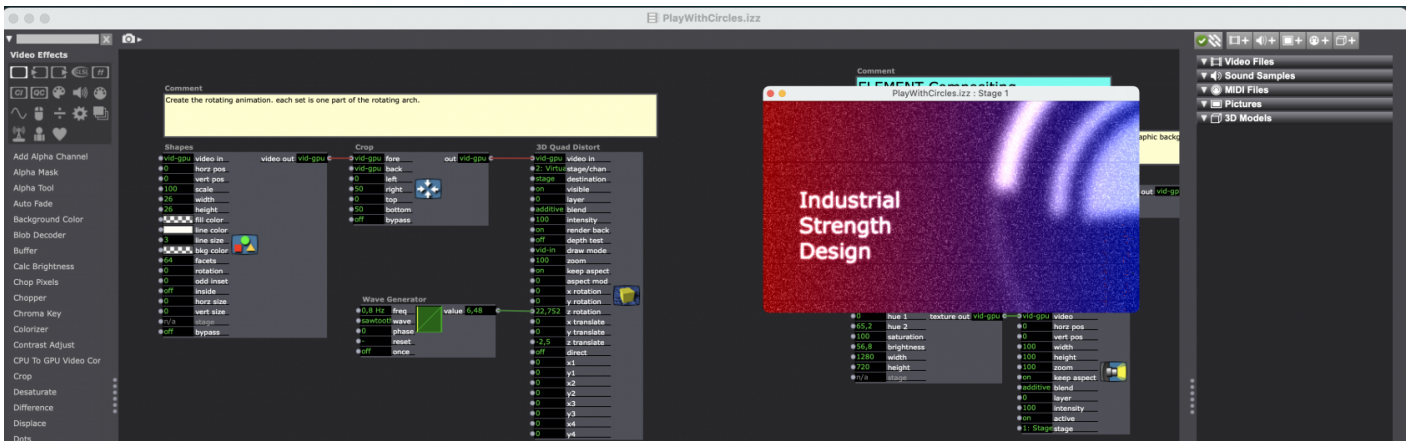 PlayWithCircles.izz
Video Effects
GLSL
ff
CI
QC
Add Alpha Channel
Alpha Mask
Alpha Tool
Auto Fade
Background Color
Blob Decoder
Buffer
Calc Brightness
Chop Pixels
Chopper
Chroma Key
Colorizer
Contrast Adjust
CPU To GPU Video Cor
Crop
Desaturate
Difference
Displace
Dots
Comment
Create the rotating animation. each set is one part of the rotating arch.
Shapes
vid-gpu video in video out vid-gpu
0 horz pos
0 vert pos
100 scale
26 width
26 height
fill color
line color
3 line size
bkg color
64 facets
0 rotation
0 odd inset
off inside
0 horz size
0 vert size
n/a stage
off bypass
Crop
vid-gpu fore out vid-gpu
vid-gpu back
0 left
50 right
0 top
50 bottom
off bypass
Wave Generator
0,8 Hz freq value 6,48
sawtooth wave
0 phase
- reset
off once
3D Quad Distort
vid-gpu video in
2: Virtua stage/chan
stage destination
on visible
0 layer
additive blend
100 intensity
on render back
off depth test
vid-in draw mode
100 zoom
on keep aspect
0 aspect mod
0 x rotation
0 y rotation
22,752 z rotation
0 x translate
0 y translate
-2,5 z translate
off direct
0 x1
0 y1
0 x2
0 y2
0 x3
0 y3
0 x4
0 y4
Comment
ELEMENT Compositing
PlayWithCircles.izz : Stage 1
Industrial
Strength
Design
aphic backg
out vid-gp
0 hue 1 texture out vid-gpu
65,2 hue 2
100 saturation
56,8 brightness
1280 width
720 height
n/a stage
vid-gpu video
0 horz pos
0 vert pos
100 width
100 height
100 zoom
on keep aspect
additive blend
0 layer
100 intensity
on active
1: Stage stage
Video Files
Sound Samples
MIDI Files
Pictures
3D Models